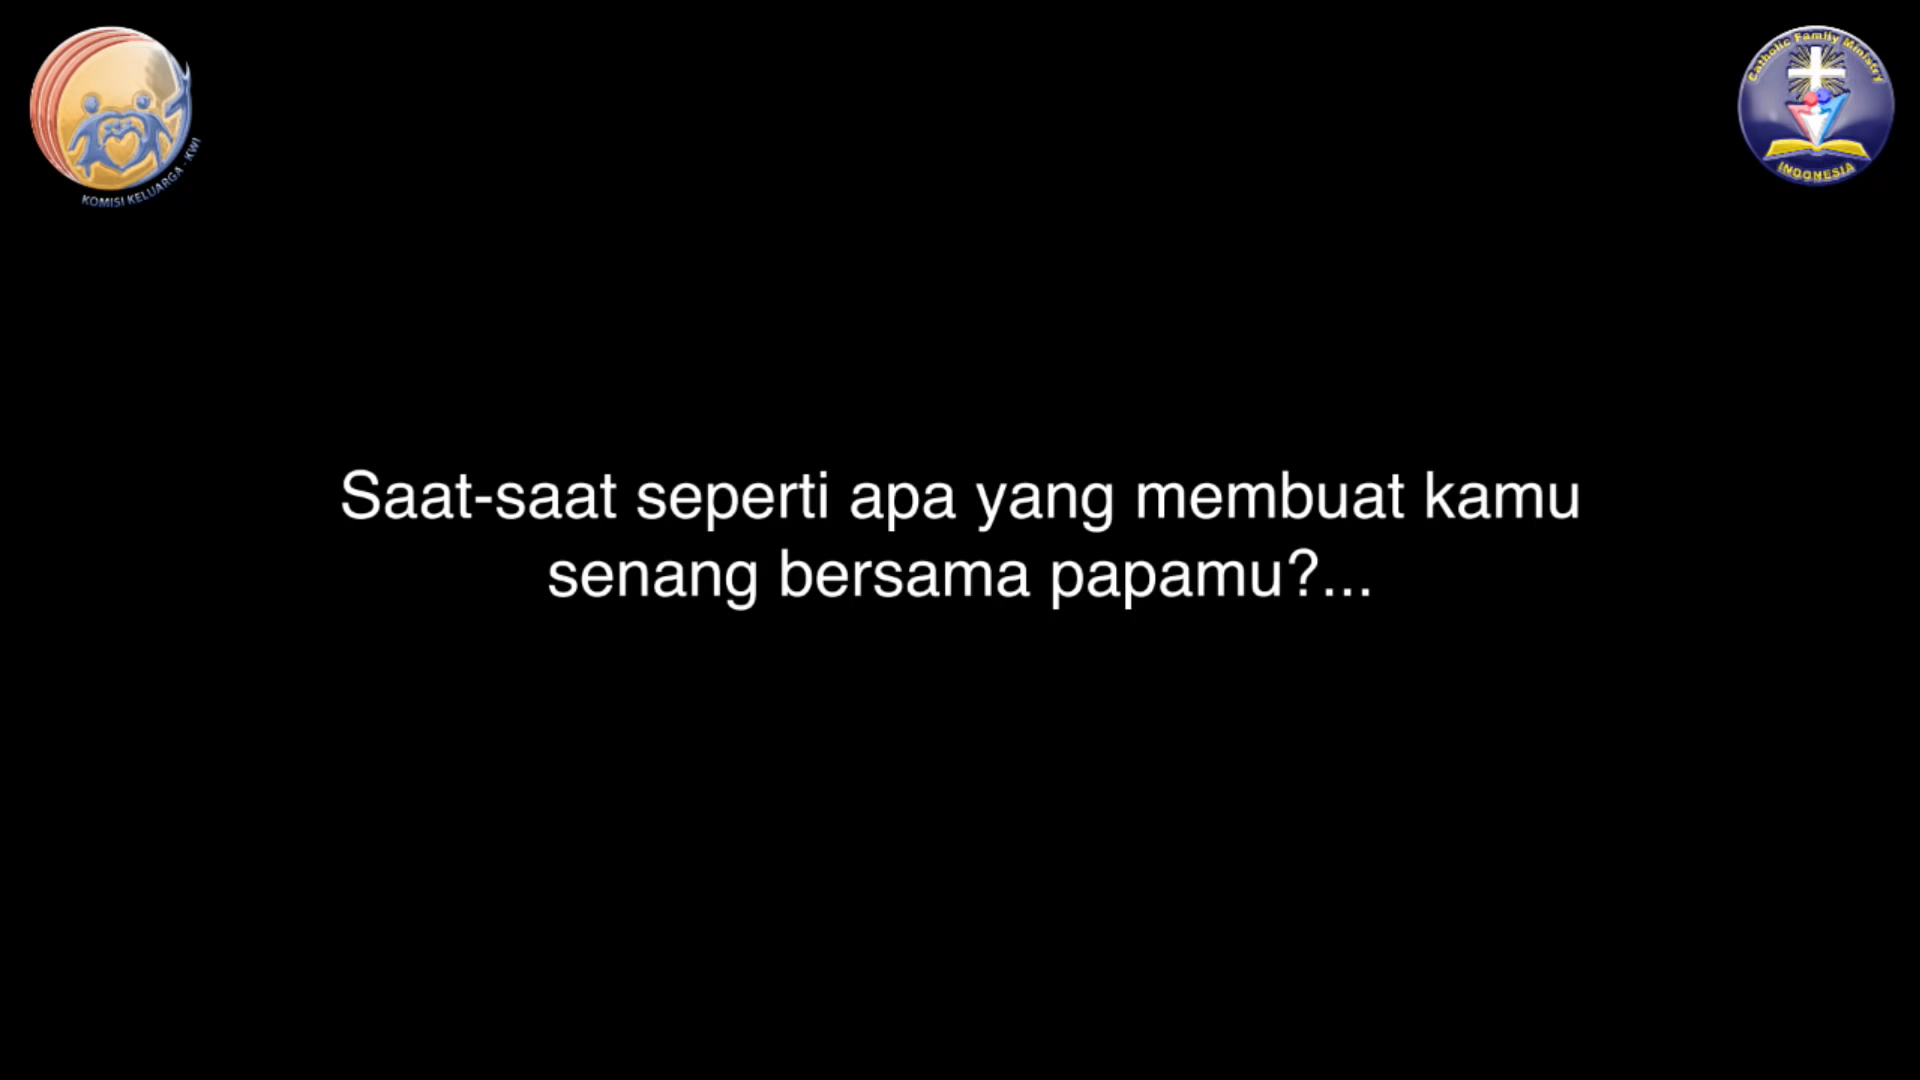 KOMISI KELUARGA - KWI
Catholic Family Ministry
INDONESIA
Saat-saat seperti apa yang membuat kamu
senang bersama papamu?...